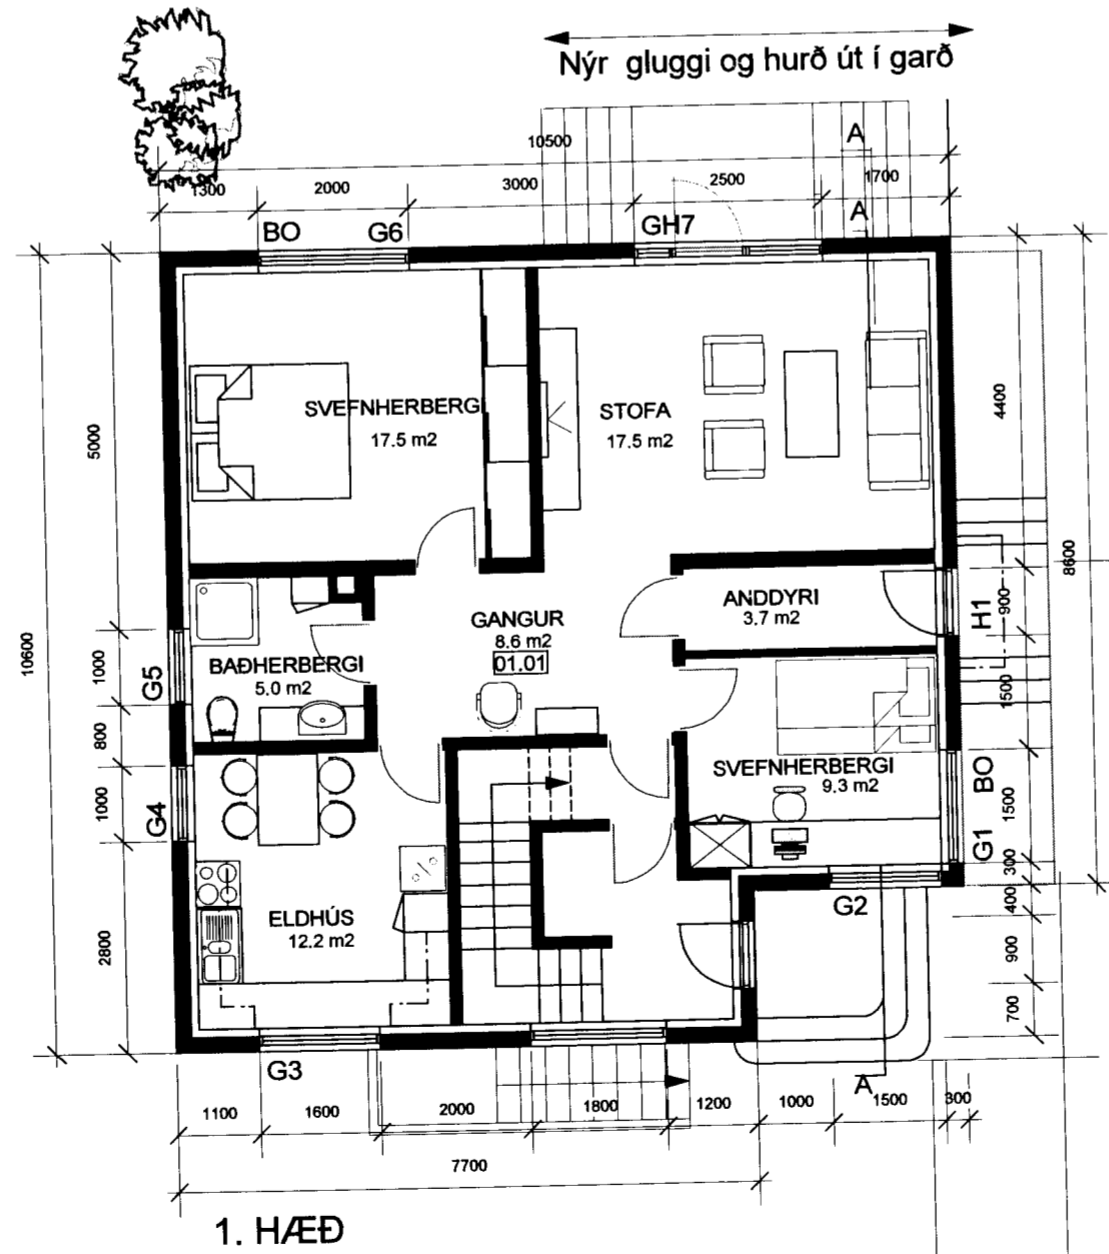 Nýr gluggi og hurð út í garð
A
10500
1300
2000
3000
2500
1700
A
BO
G6
GH7
SVEFNHERBERGI
17.5 m2
STOFA
17.5 m2
4400
5000
8600
10600
ANDDYRI
3.7 m2
H1
900
GANGUR
8.6 m2
01.01
BAÐHERBERGI
5.0 m2
G5
1000
1500
800
SVEFNHERBERGI
9.3 m2
BO
G1
1500
G4
1000
300
400
G2
ELDHÚS
12.2 m2
2800
900
700
G3
A
1100
1600
2000
1800
1200
1000
1500
300
7700
1. HÆÐ